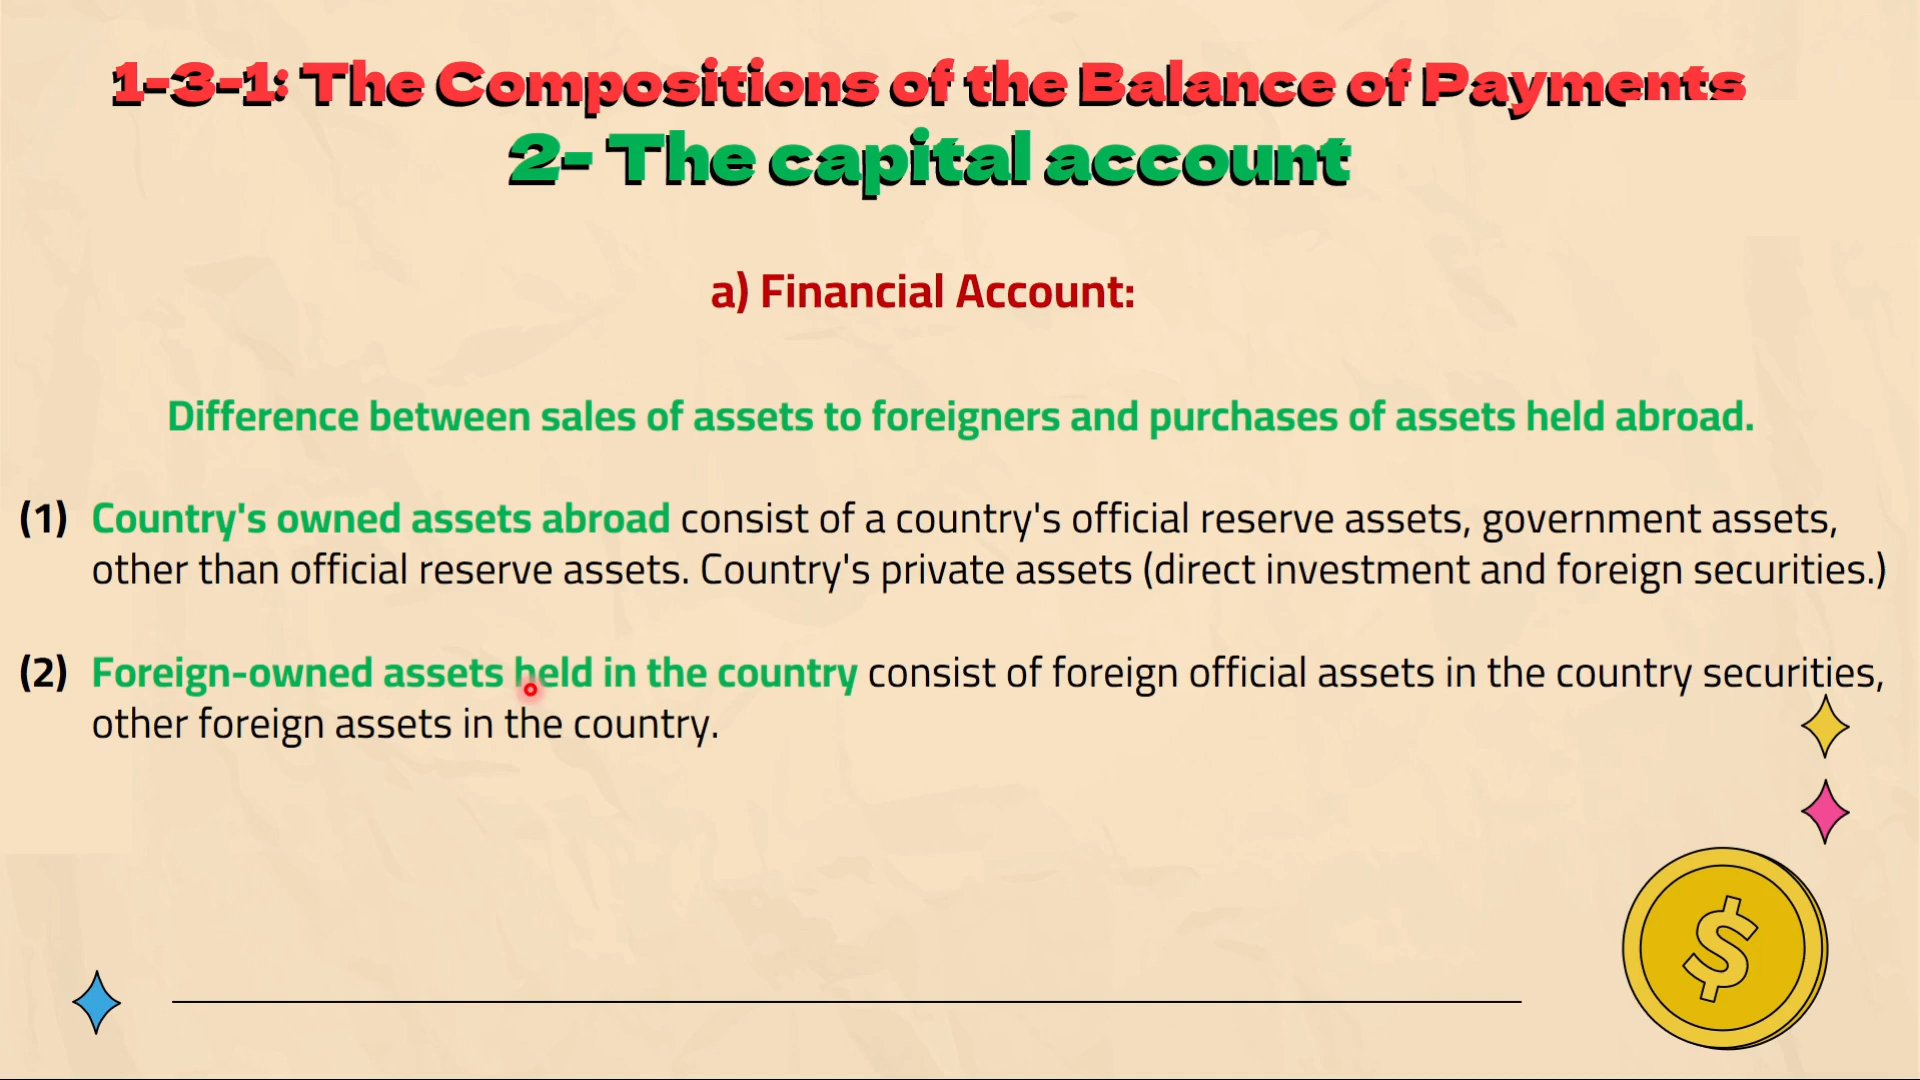 1-3-1: The Compositions of the Balance of Payments
2- The capital account
a) Financial Account:
Difference between sales of assets to foreigners and purchases of assets held abroad.
(1) Country's owned assets abroad consist of a country's official reserve assets, government assets,
other than official reserve assets. Country's private assets (direct investment and foreign securities.)
(2) Foreign-owned assets held in the country consist of foreign official assets in the country securities,
other foreign assets in the country.
$